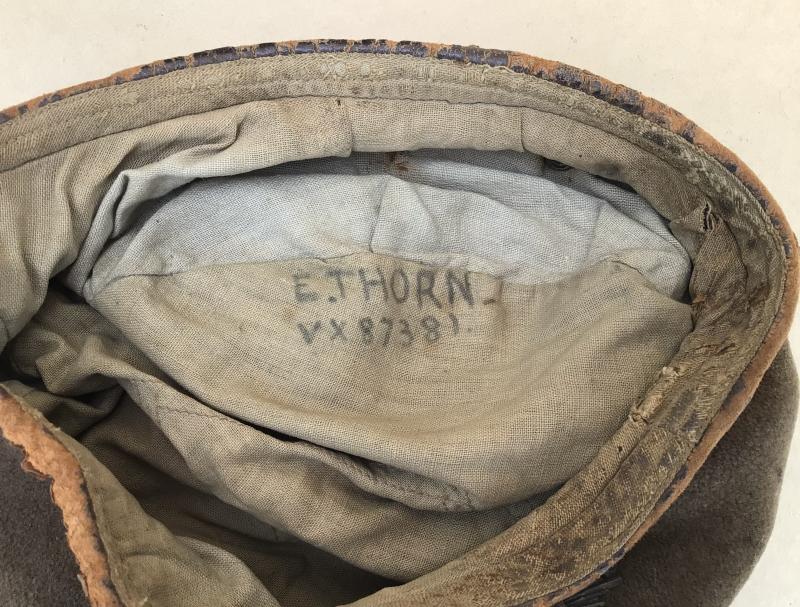 E. THORN-
VX87381.